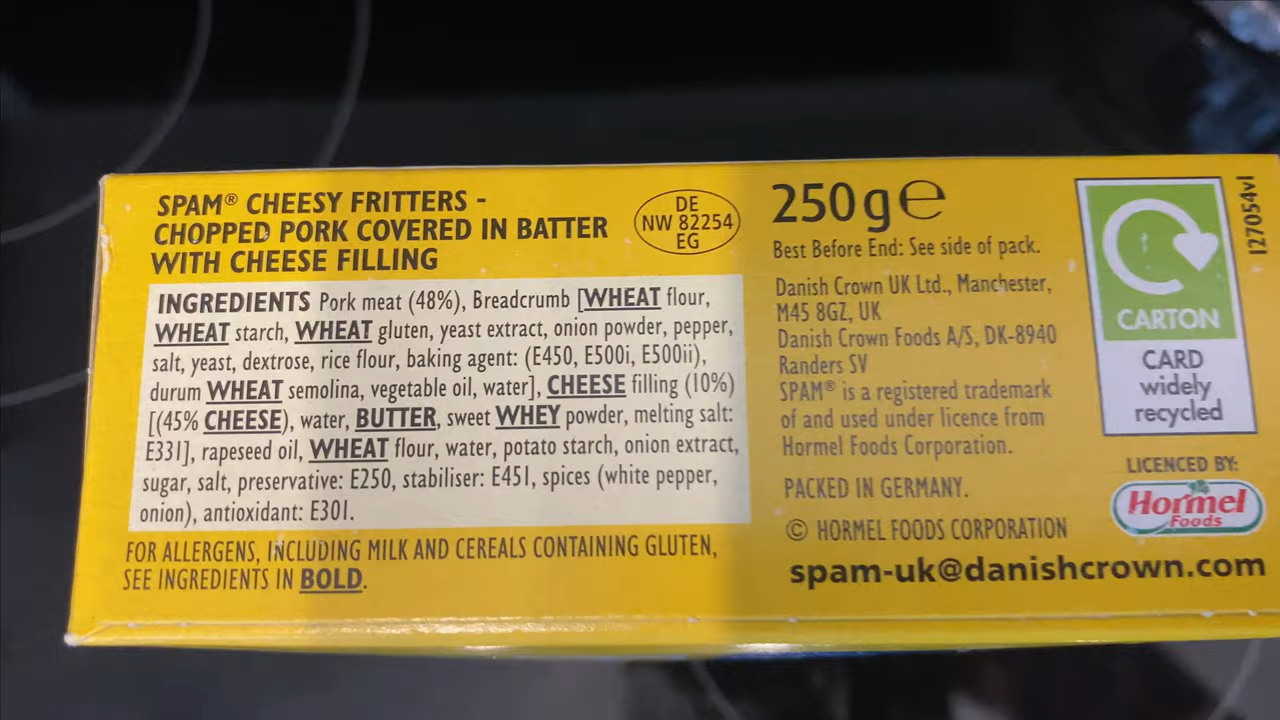 SPAM® CHEESY FRITTERS -
CHOPPED PORK COVERED IN BATTER
WITH CHEESE FILLING
DE
NW 82254
EG
INGREDIENTS Pork meat (48%), Breadcrumb [WHEAT flour,
WHEAT starch, WHEAT gluten, yeast extract, onion powder, pepper,
salt, yeast, dextrose, rice flour, baking agent: (E450, E500i, E500ii),
durum WHEAT semolina, vegetable oil, water], CHEESE filling (10%)
[(45% CHEESE), water, BUTTER, sweet WHEY powder, melting salt:
E331], rapeseed oil, WHEAT flour, water, potato starch, onion extract,
sugar, salt, preservative: E250, stabiliser: E451, spices (white pepper,
onion), antioxidant: E301.
FOR ALLERGENS, INCLUDING MILK AND CEREALS CONTAINING GLUTEN,
SEE INGREDIENTS IN BOLD.
250g℮
Best Before End: See side of pack.
Danish Crown UK Ltd., Manchester,
M45 8GZ, UK
Danish Crown Foods A/S, DK-8940
Randers SV
SPAM® is a registered trademark
of and used under licence from
Hormel Foods Corporation.
PACKED IN GERMANY.
© HORMEL FOODS CORPORATION
spam-uk@danishcrown.com
CARTON
CARD
widely
recycled
LICENCED BY:
Hormel
Foods
127054v1